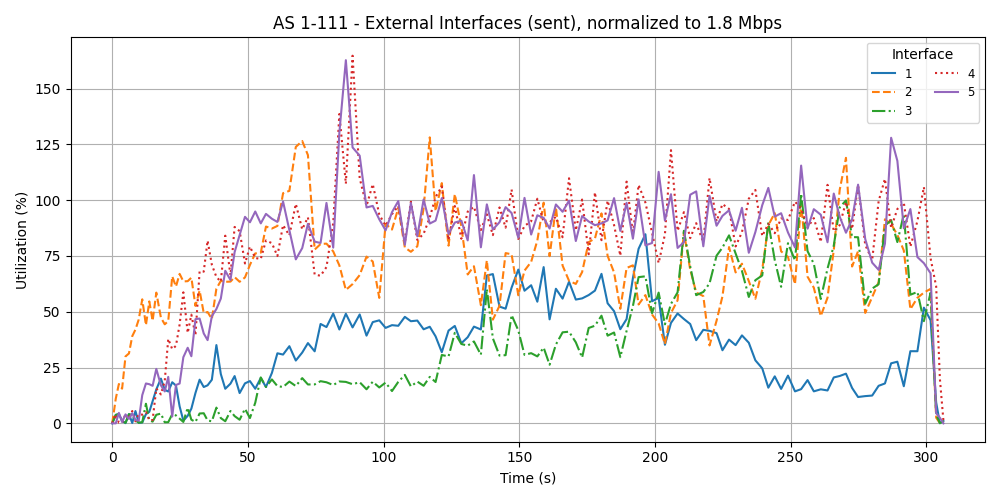 AS 1-111 - External Interfaces (sent), normalized to 1.8 Mbps
Utilization (%)
150
125
100
75
50
25
0
0 50 100 150 200 250 300
Time (s)
Interface
1 4
2 5
3